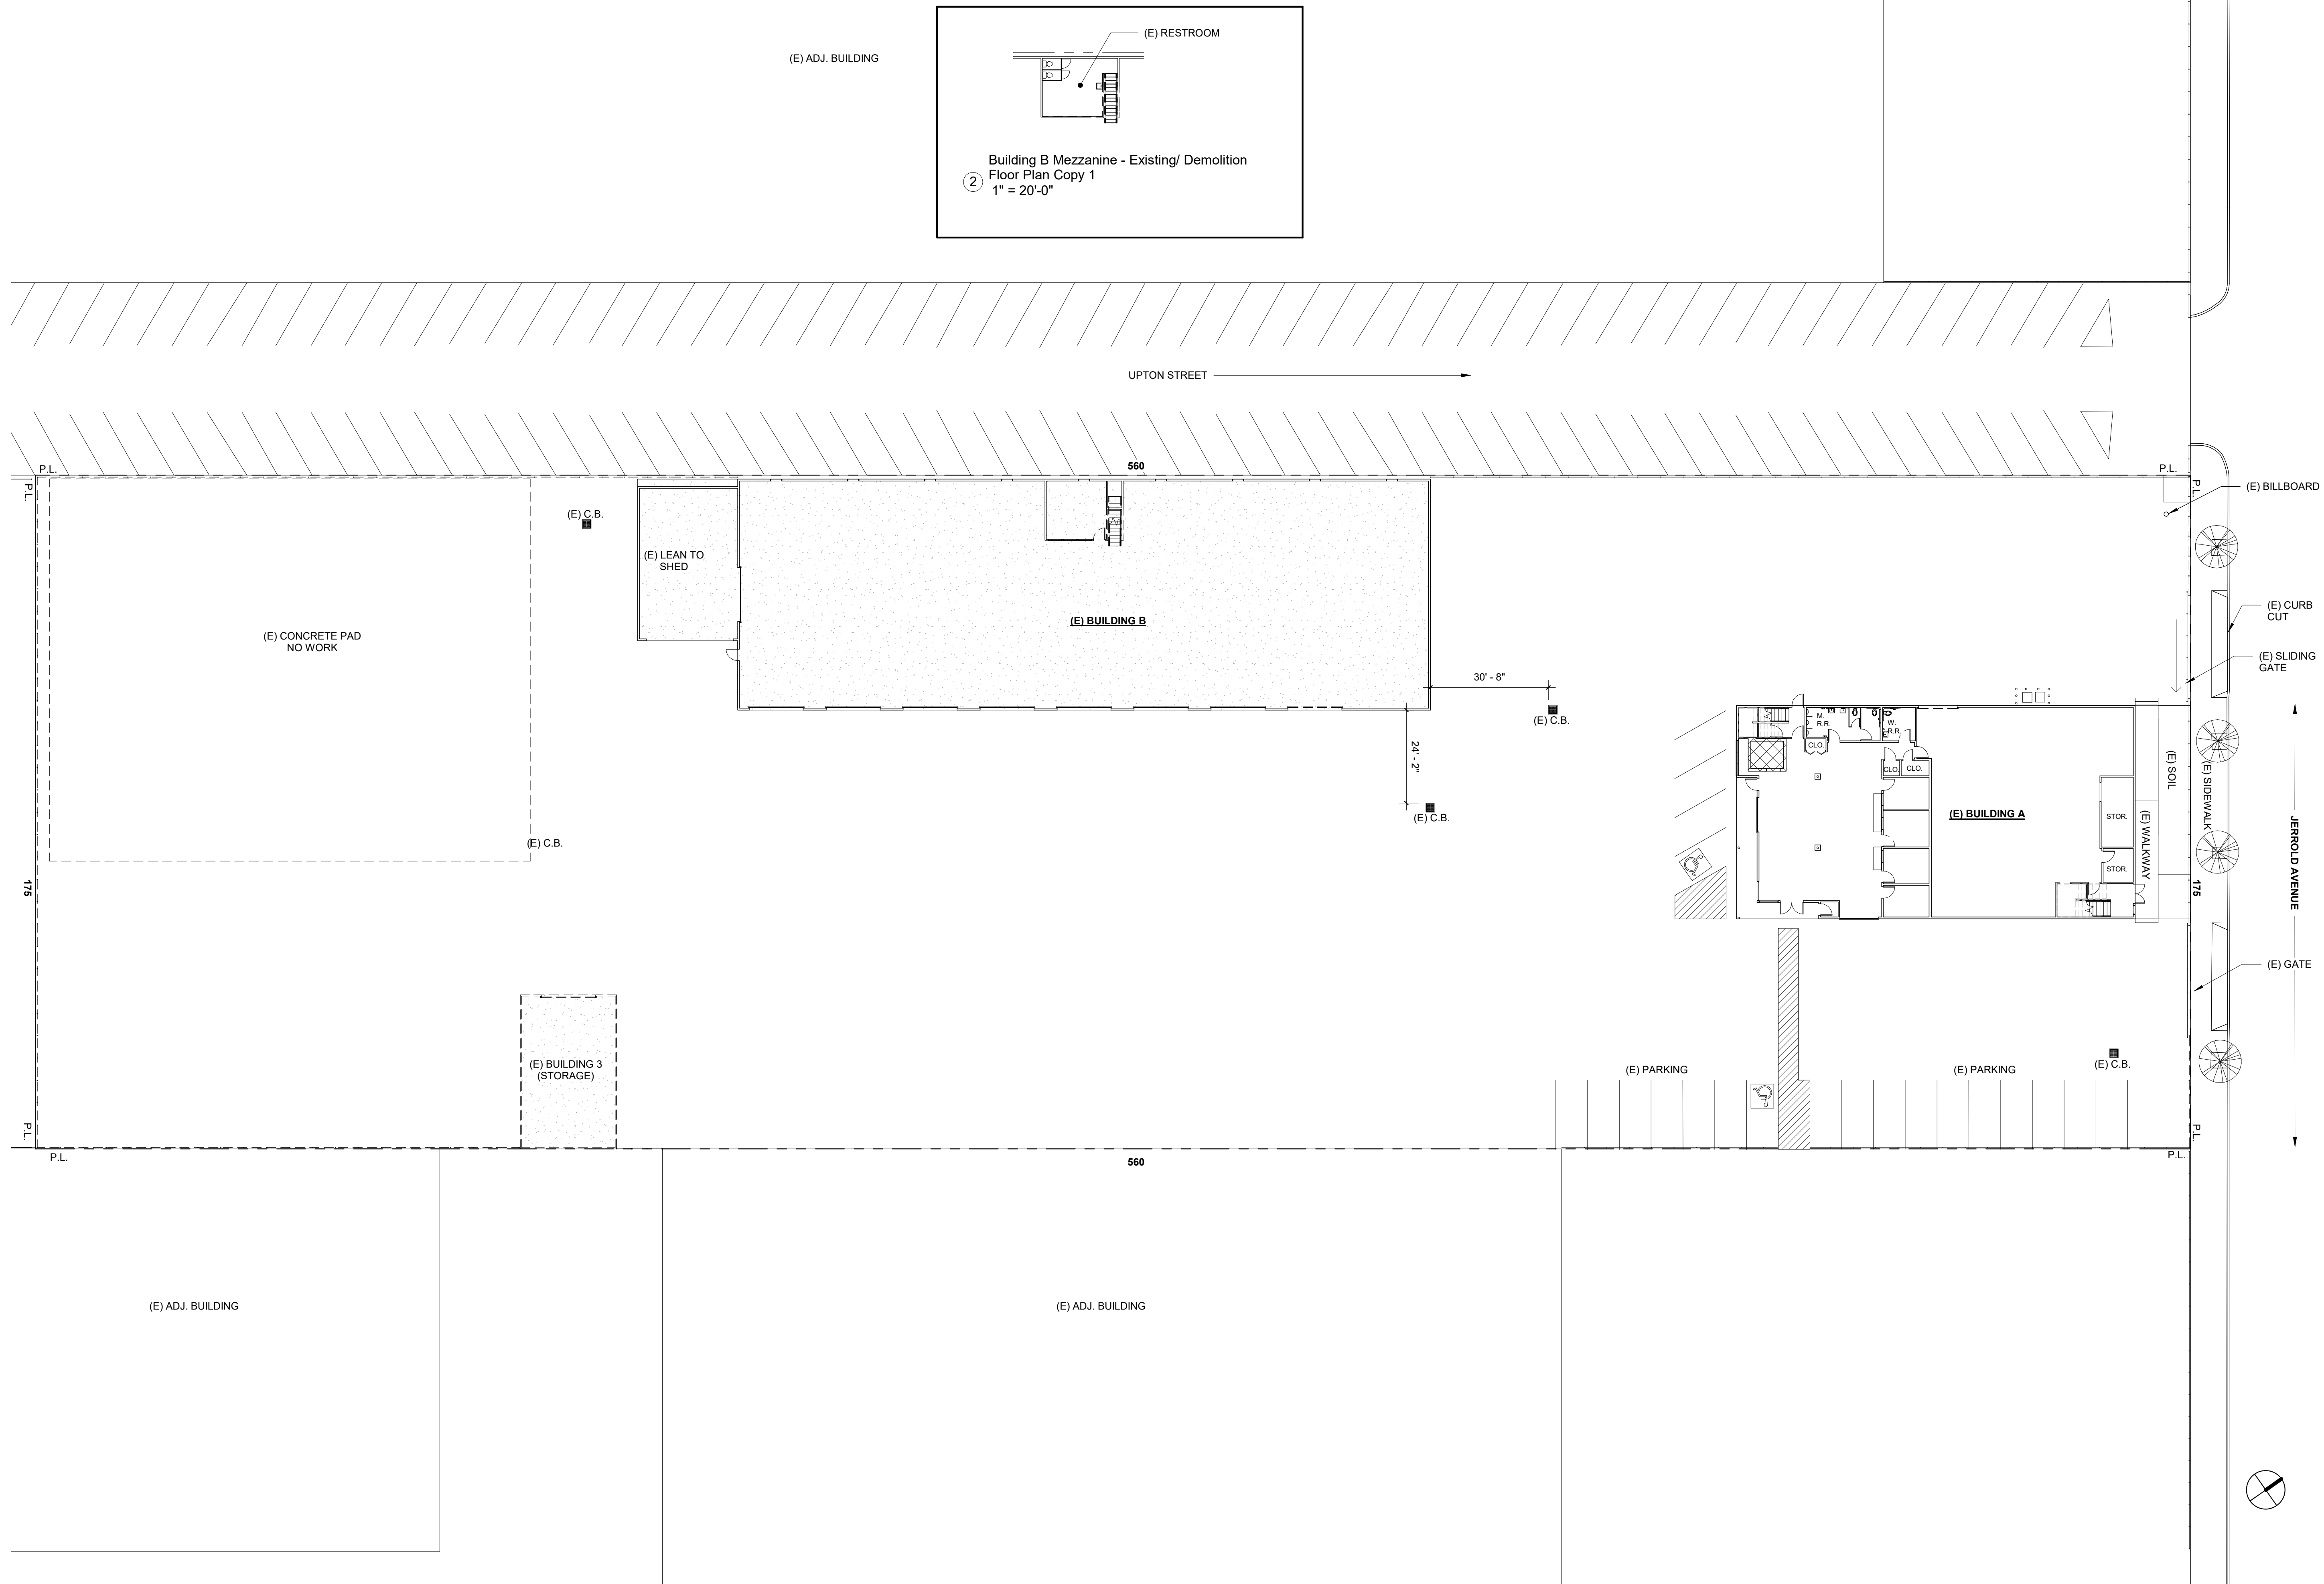 (E) RESTROOM
(E) ADJ. BUILDING
Building B Mezzanine - Existing/ Demolition
Floor Plan Copy 1
2
1" = 20'-0"
UPTON STREET
560
P.L.
P.L.
P.L.
P.L.
(E) BILLBOARD
(E) C.B.
(E) LEAN TO
SHED
(E) BUILDING B
(E) CONCRETE PAD
NO WORK
(E) CURB
CUT
(E) SLIDING
GATE
30' - 8"
(E) C.B.
24' - 2"
(E) C.B.
M.
R.R.
W.
R.R.
CLO.
CLO.
CLO.
(E) BUILDING A
STOR.
STOR.
(E) SOIL
(E) WALKWAY
(E) SIDEWALK
JERROLD AVENUE
(E) C.B.
175
175
(E) GATE
(E) BUILDING 3
(STORAGE)
(E) PARKING
(E) PARKING
(E) C.B.
P.L.
P.L.
P.L.
P.L.
560
(E) ADJ. BUILDING
(E) ADJ. BUILDING